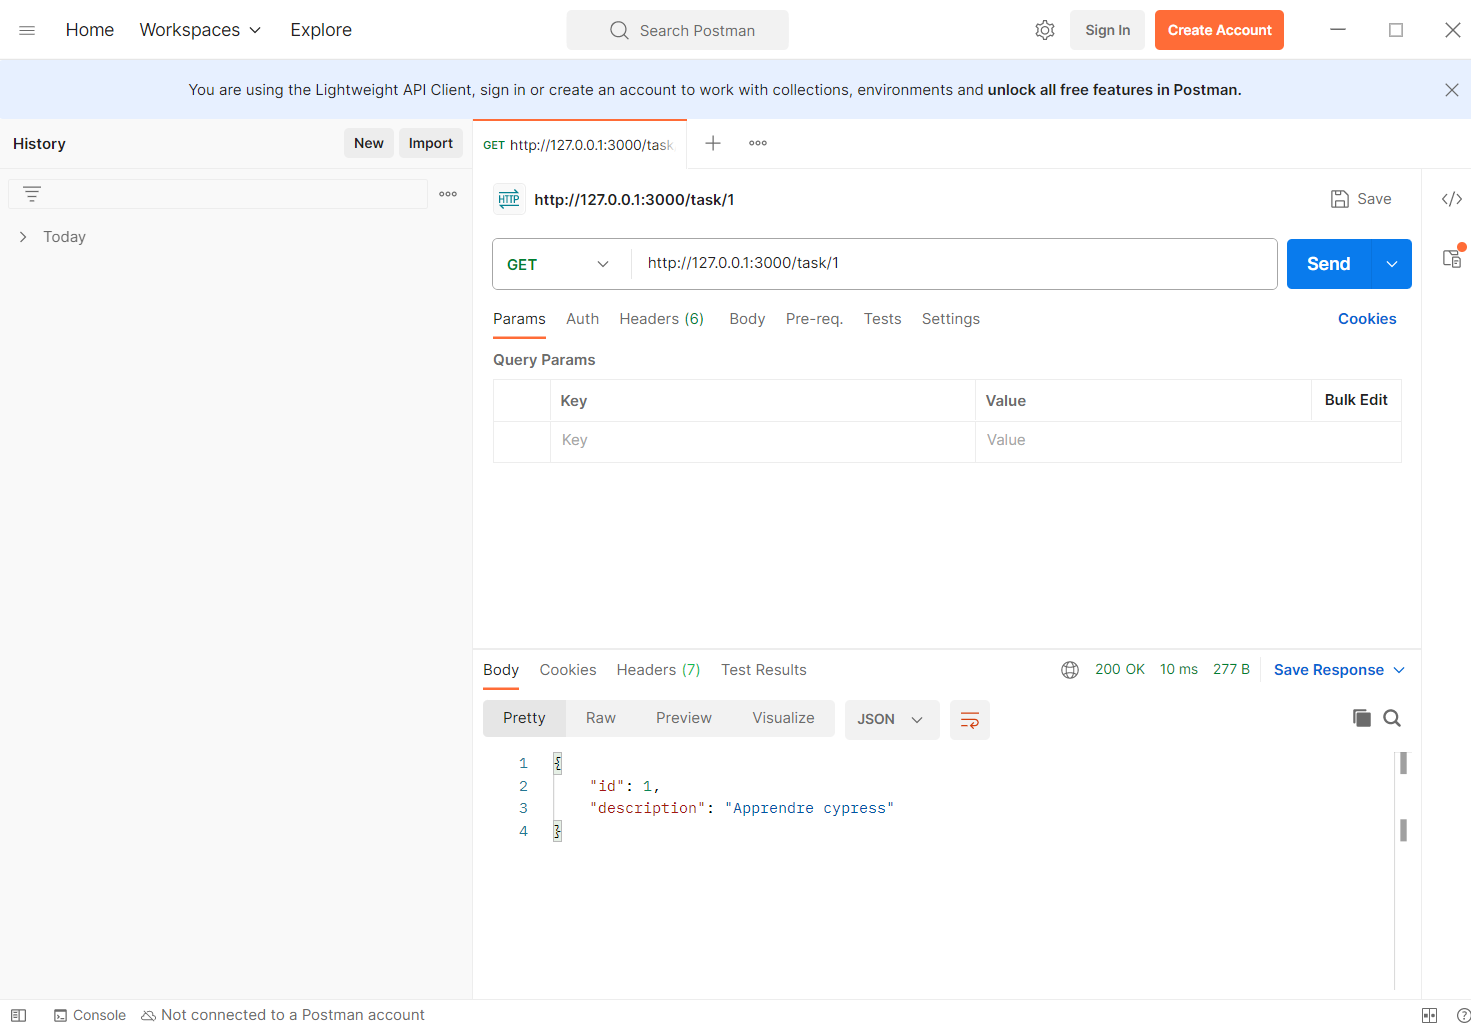 Home Workspaces Explore Search Postman Sign In Create Account
You are using the Lightweight API Client, sign in or create an account to work with collections, environments and unlock all free features in Postman.
History New Import
GET http://127.0.0.1:3000/task
Today
HTTP http://127.0.0.1:3000/task/1 Save
GET http://127.0.0.1:3000/task/1 Send
Params Auth Headers (6) Body Pre-req. Tests Settings Cookies
Query Params
Key Value Bulk Edit
Key Value
Body Cookies Headers (7) Test Results 200 OK 10 ms 277 B Save Response
Pretty Raw Preview Visualize JSON
1 {
2 "id": 1,
3 "description": "Apprendre cypress"
4 }
Console Not connected to a Postman account